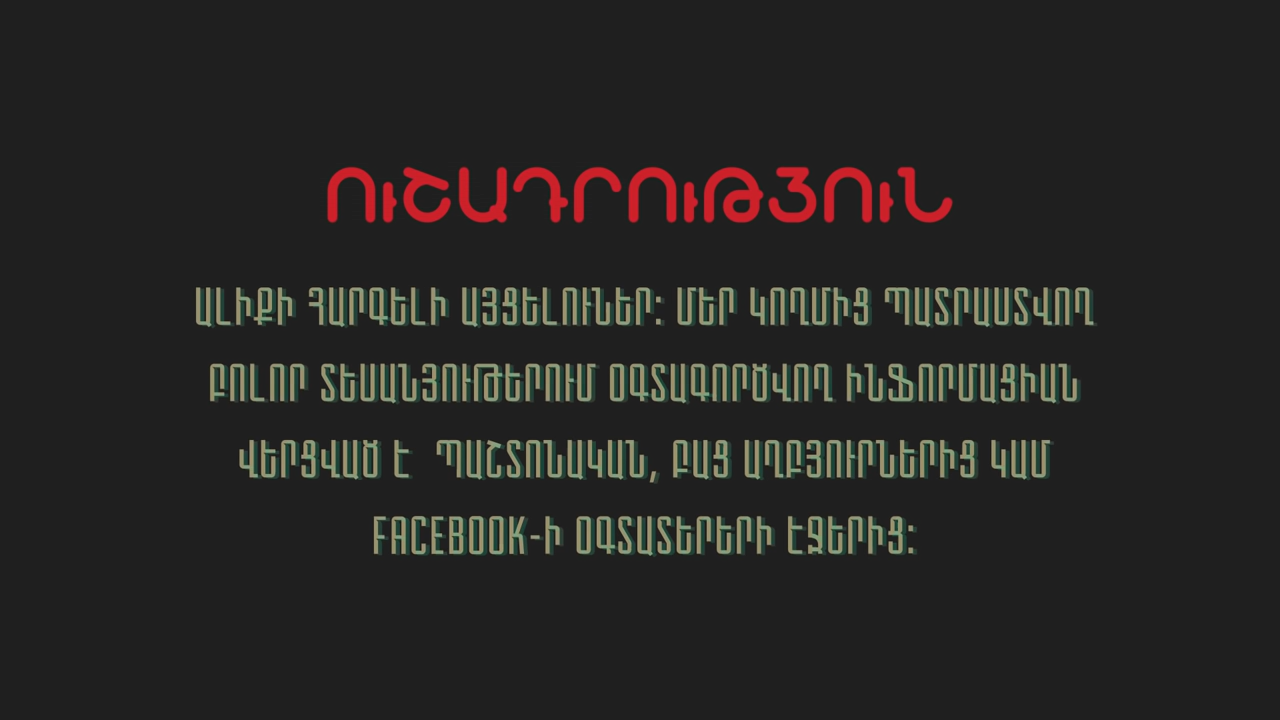 ՈւՇԱԴՐՈւԹՅՈւՆ
ԱԼԻՔԻ ՀԱՐԳԵԼԻ ԱՅՑԵԼՈՒՆԵՐ: ՄԵՐ ԿՈՂՄԻՑ ՊԱՏՐԱՍՏՎՈՂ
ԲՈԼՈՐ ՏԵՍԱՆՅՈՒԹԵՐՈՒՄ ՕԳՏԱԳՈՐԾՎՈՂ ԻՆՖՈՐՄԱՑԻԱՆ
ՎԵՐՑՎԱԾ Է ՊԱՇՏՈՆԱԿԱՆ, ԲԱՑ ԱՂԲՅՈՒՐՆԵՐԻՑ ԿԱՄ
FACEBOOK-Ի ՕԳՏԱՏԵՐԵՐԻ ԷՋԵՐԻՑ: